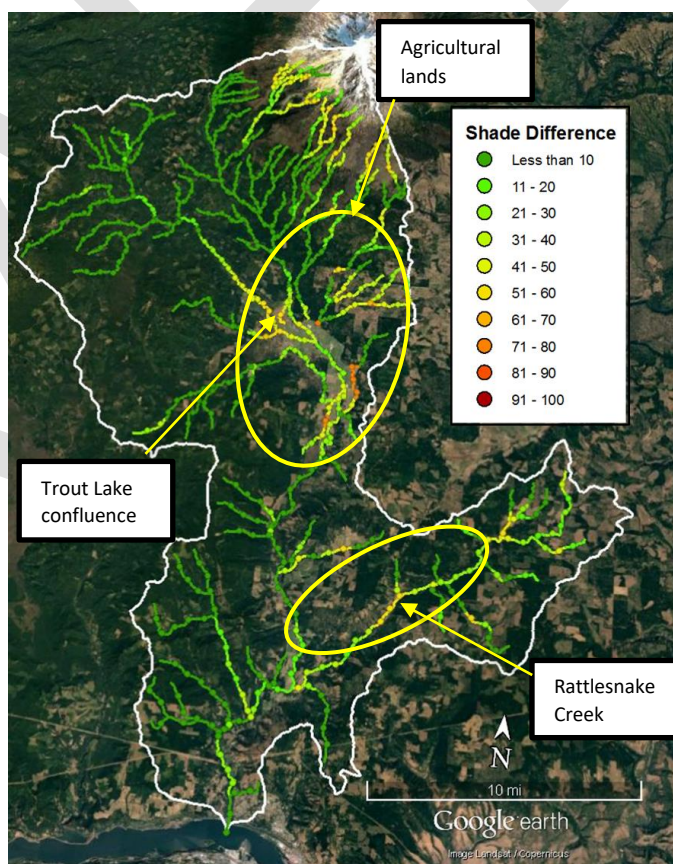 Agricultural
lands
Shade Difference
Less than 10
11 - 20
21 - 30
31 - 40
41 - 50
51 - 60
61 - 70
71 - 80
81 - 90
91 - 100
Trout Lake
confluence
Rattlesnake
Creek
N
10 mi
Google earth
Image Landsat / Copernicus